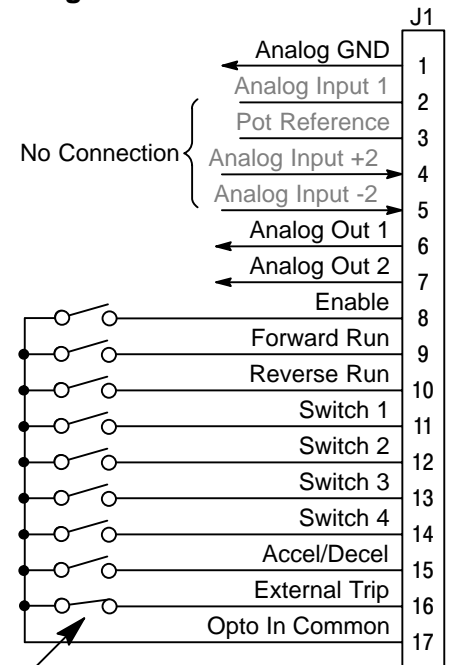 J1
Analog GND 1
Analog Input 1 2
Pot Reference 3
No Connection
Analog Input +2 4
Analog Input -2 5
Analog Out 1 6
Analog Out 2 7
Enable 8
Forward Run 9
Reverse Run 10
Switch 1 11
Switch 2 12
Switch 3 13
Switch 4 14
Accel/Decel 15
External Trip 16
Opto In Common 17